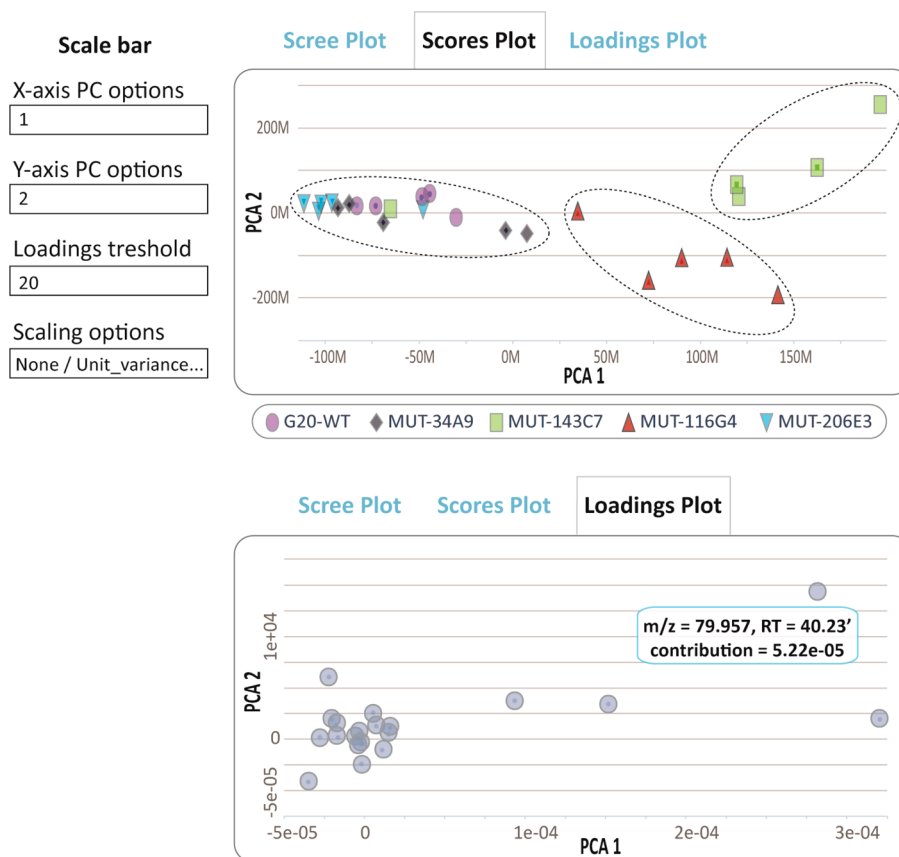 Scale bar
X-axis PC options
1
Y-axis PC options
2
Loadings treshold
20
Scaling options
None / Unit_variance...
Scree Plot Scores Plot Loadings Plot
PCA 2
200M
0M
-200M
-100M -50M 0M 50M 100M 150M
PCA 1
G20-WT MUT-34A9 MUT-143C7 MUT-116G4 MUT-206E3
Scree Plot Scores Plot Loadings Plot
PCA 2
1e+04
0
-5e-05
m/z = 79.957, RT = 40.23’
contribution = 5.22e-05
-5e-05 0 1e-04 2e-04 3e-04
PCA 1